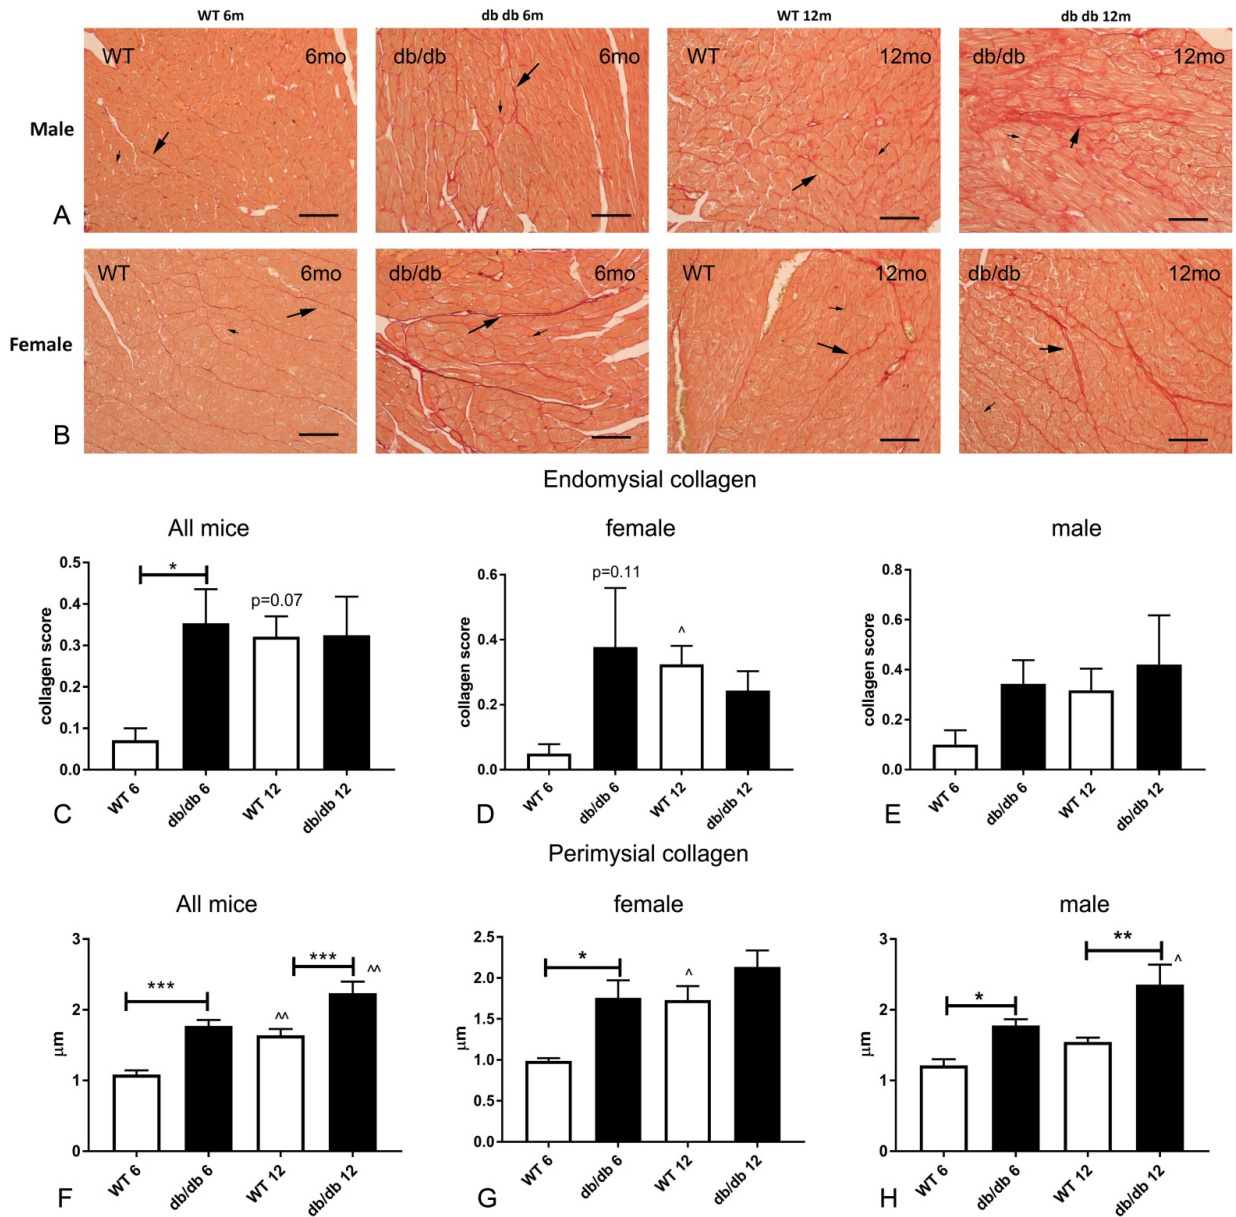 WT 6m db db 6m WT 12m db db 12m
Male
WT 6mo db/db 6mo WT 12mo db/db 12mo
A
Female
WT 6mo db/db 6mo WT 12mo db/db 12mo
B
Endomysial collagen
All mice
collagen score
0.5
0.4
0.3
0.2
0.1
0.0
*
p=0.07
WT 6 db/db 6 WT 12 db/db 12
C
female
collagen score
0.6
0.4
0.2
0.0
p=0.11
^
WT 6 db/db 6 WT 12 db/db 12
D
male
collagen score
0.8
0.6
0.4
0.2
0.0
WT 6 db/db 6 WT 12 db/db 12
E
Perimysial collagen
All mice
μm
3
2
1
0
***
^^
***
^^
WT 6 db/db 6 WT 12 db/db 12
F
female
μm
2.5
2.0
1.5
1.0
0.5
0.0
*
^
WT 6 db/db 6 WT 12 db/db 12
G
male
μm
3
2
1
0
*
**
^
WT 6 db/db 6 WT 12 db/db 12
H